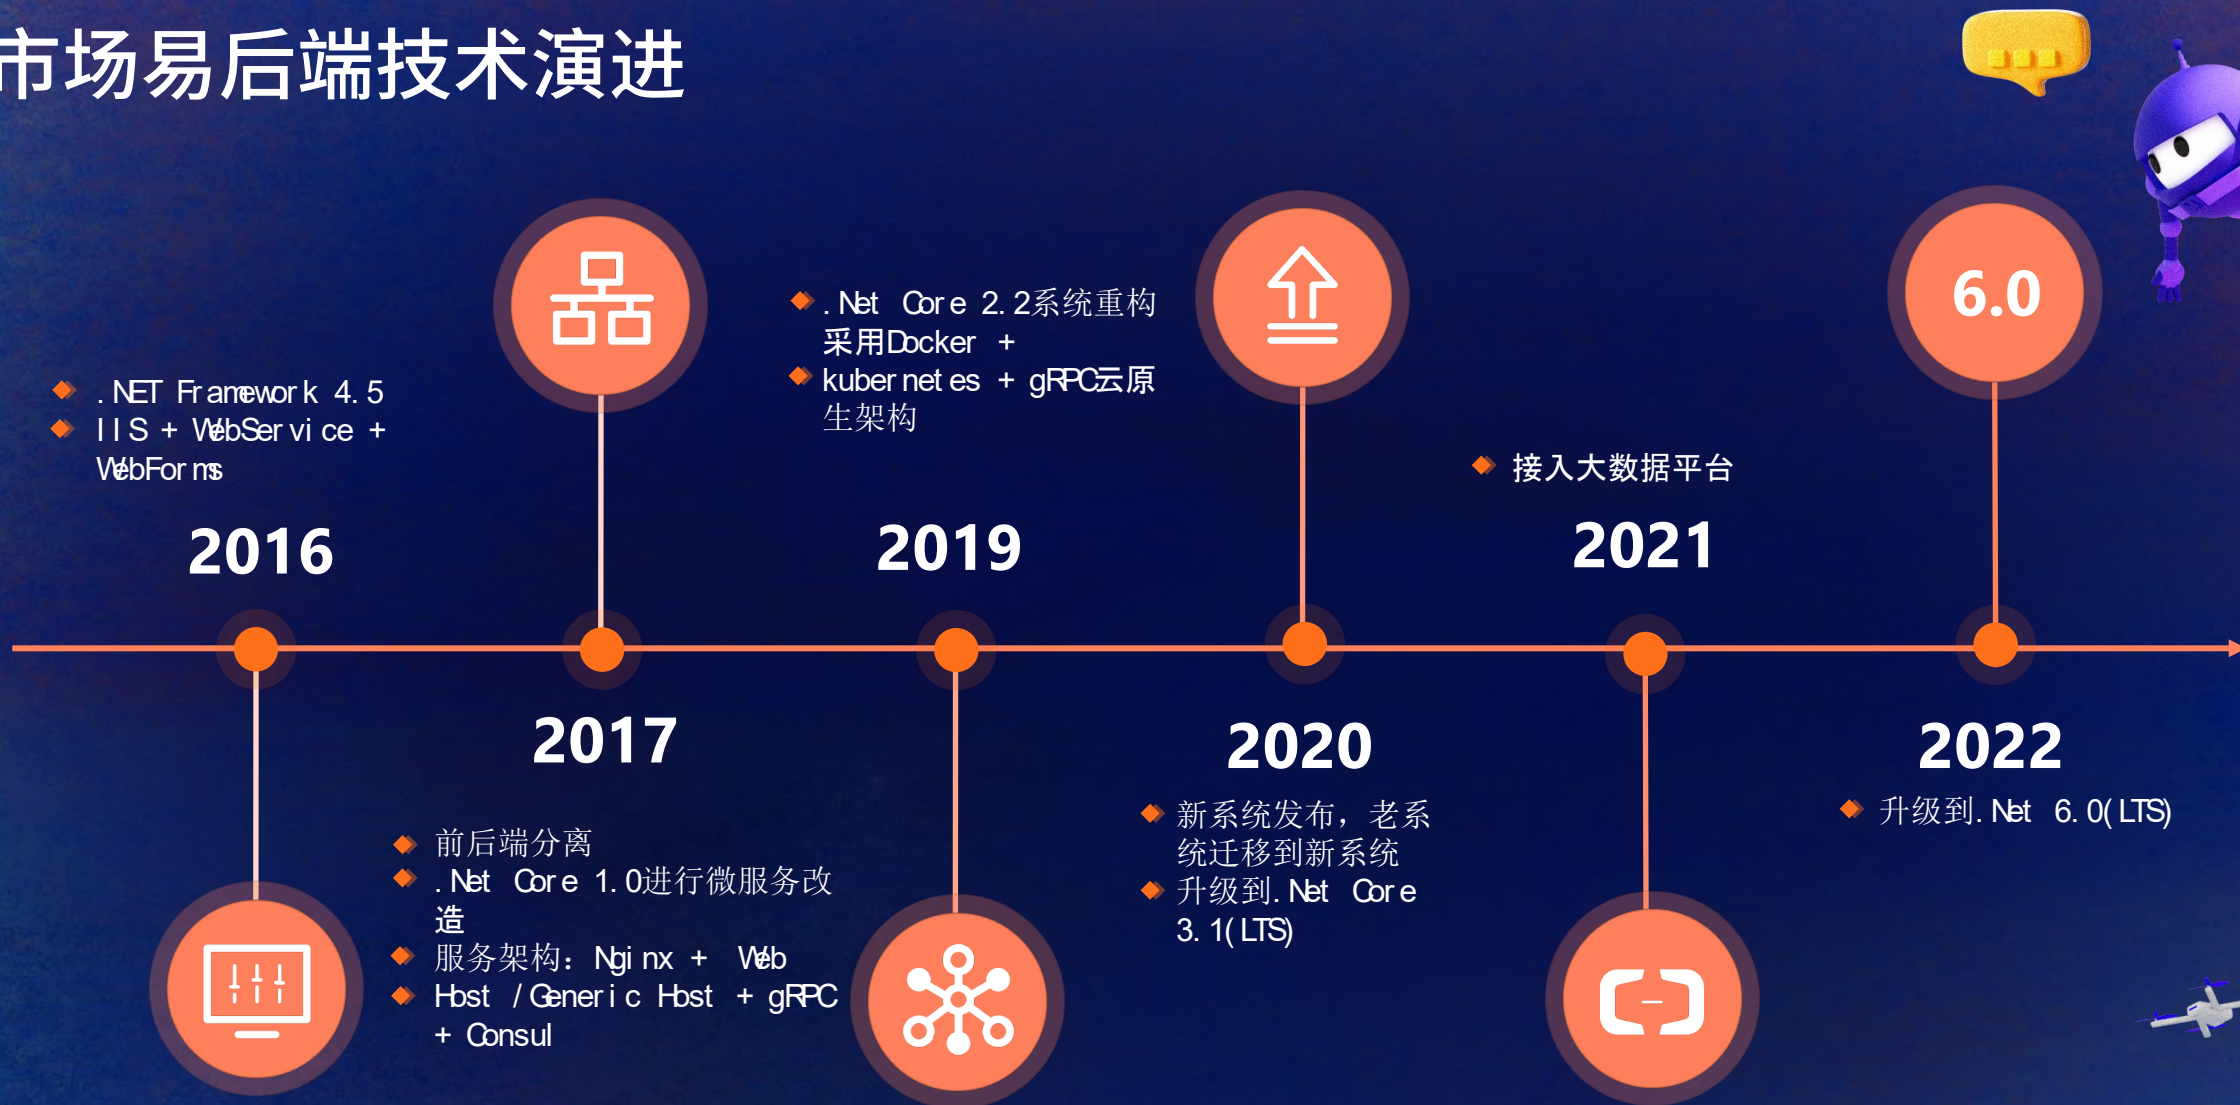 市场易后端技术演进
.NET Framework 4.5
IIS + WebService +
WebForms
2016
2017
前后端分离
.Net Core 1.0进行微服务改
造
服务架构：Nginx + Web
Host /Generic Host + gRPC
+ Consul
.Net Core 2.2系统重构
采用Docker +
kubernetes + gRPC云原
生架构
2019
2020
新系统发布，老系
统迁移到新系统
升级到.Net Core
3.1(LTS)
接入大数据平台
2021
6.0
2022
升级到.Net 6.0(LTS)